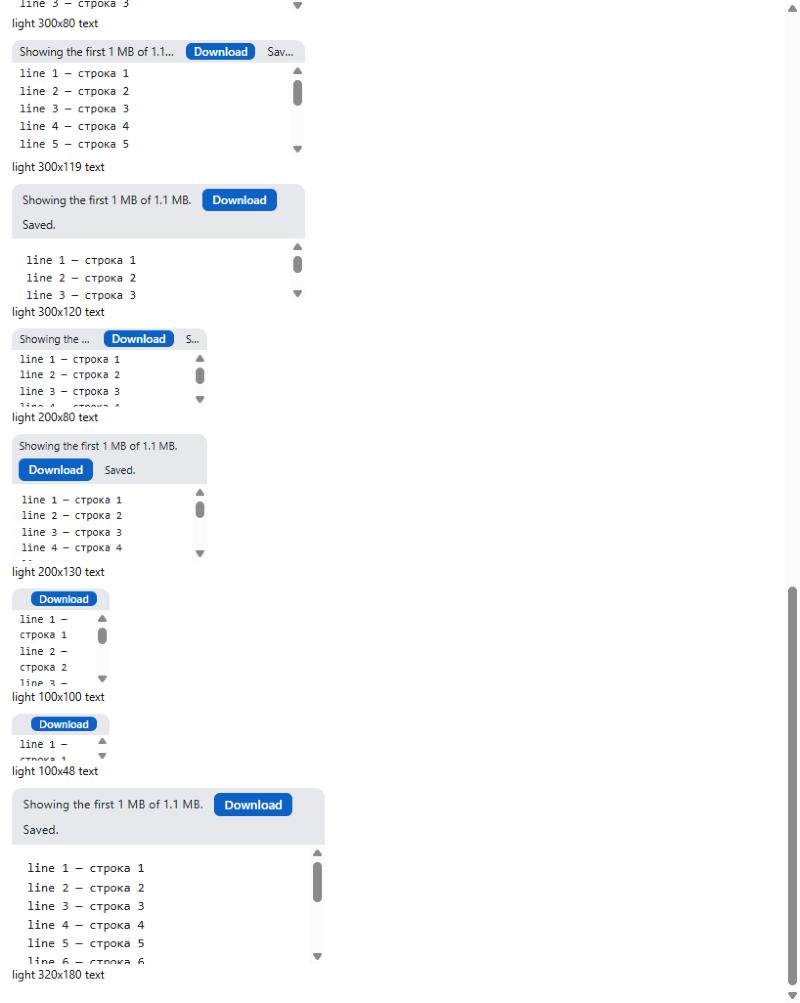 line 3 – строка 3
light 300x80 text
Showing the first 1 MB of 1.1... Download Sav...
line 1 – строка 1
line 2 – строка 2
line 3 – строка 3
line 4 – строка 4
line 5 – строка 5
light 300x119 text
Showing the first 1 MB of 1.1 MB. Download
Saved.
line 1 – строка 1
line 2 – строка 2
line 3 – строка 3
light 300x120 text
Showing the ... Download S...
line 1 – строка 1
line 2 – строка 2
line 3 – строка 3
line 4 – строка 4
light 200x80 text
Showing the first 1 MB of 1.1 MB.
Download Saved.
line 1 – строка 1
line 2 – строка 2
line 3 – строка 3
line 4 – строка 4
light 200x130 text
Download
line 1 –
строка 1
line 2 –
строка 2
line 3 –
light 100x100 text
Download
line 1 –
строка 1
light 100x48 text
Showing the first 1 MB of 1.1 MB. Download
Saved.
line 1 – строка 1
line 2 – строка 2
line 3 – строка 3
line 4 – строка 4
line 5 – строка 5
line 6 – строка 6
light 320x180 text